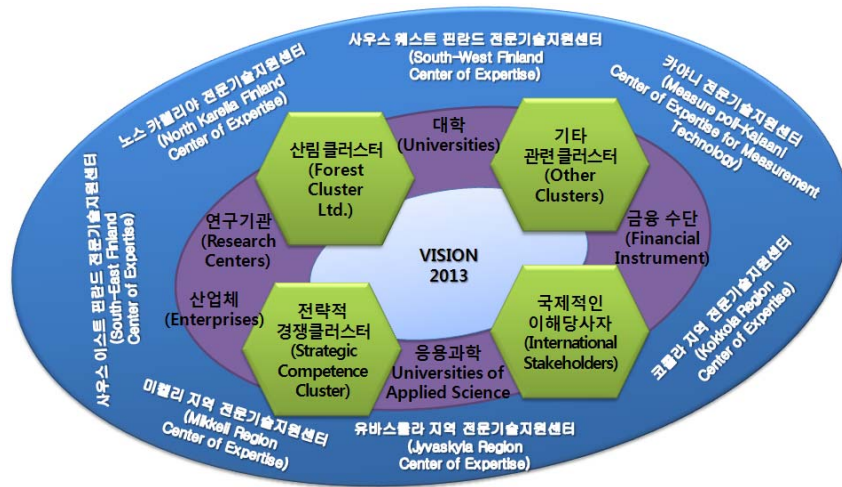 사우스 웨스트 핀란드 전문기술지원센터
(South-West Finland
Center of Expertise)
노스 카렐리아 전문기술지원센터
(North Karelia Finland
Center of Expertise)
카야니 전문기술지원센터
(Measure poli-Kajaani
Center of Expertise for Measurement
Technology)
산림 클러스터
(Forest
Cluster
Ltd.)
대학
(Universities)
기타
관련 클러스터
(Other
Clusters)
연구기관
(Research
Centers)
VISION
2013
금융 수단
(Financial
Instrument)
산업체
(Enterprises)
전략적
경쟁클러스터
(Strategic
Competence
Cluster)
응용과학
Universities of
Applied Science
국제적인
이해당사자
(International
Stakeholders)
사우스 이스트 핀란드 전문기술지원센터
(South-East Finland
Center of Expertise)
미켈리 지역 전문기술지원센터
(Mikkeli Region
Center of Expertise)
유바스큘라 지역 전문기술지원센터
(Jyvaskyla Region
Center of Expertise)
코콜라 지역 전문기술지원센터
(Kokkola Region
Center of Expertise)